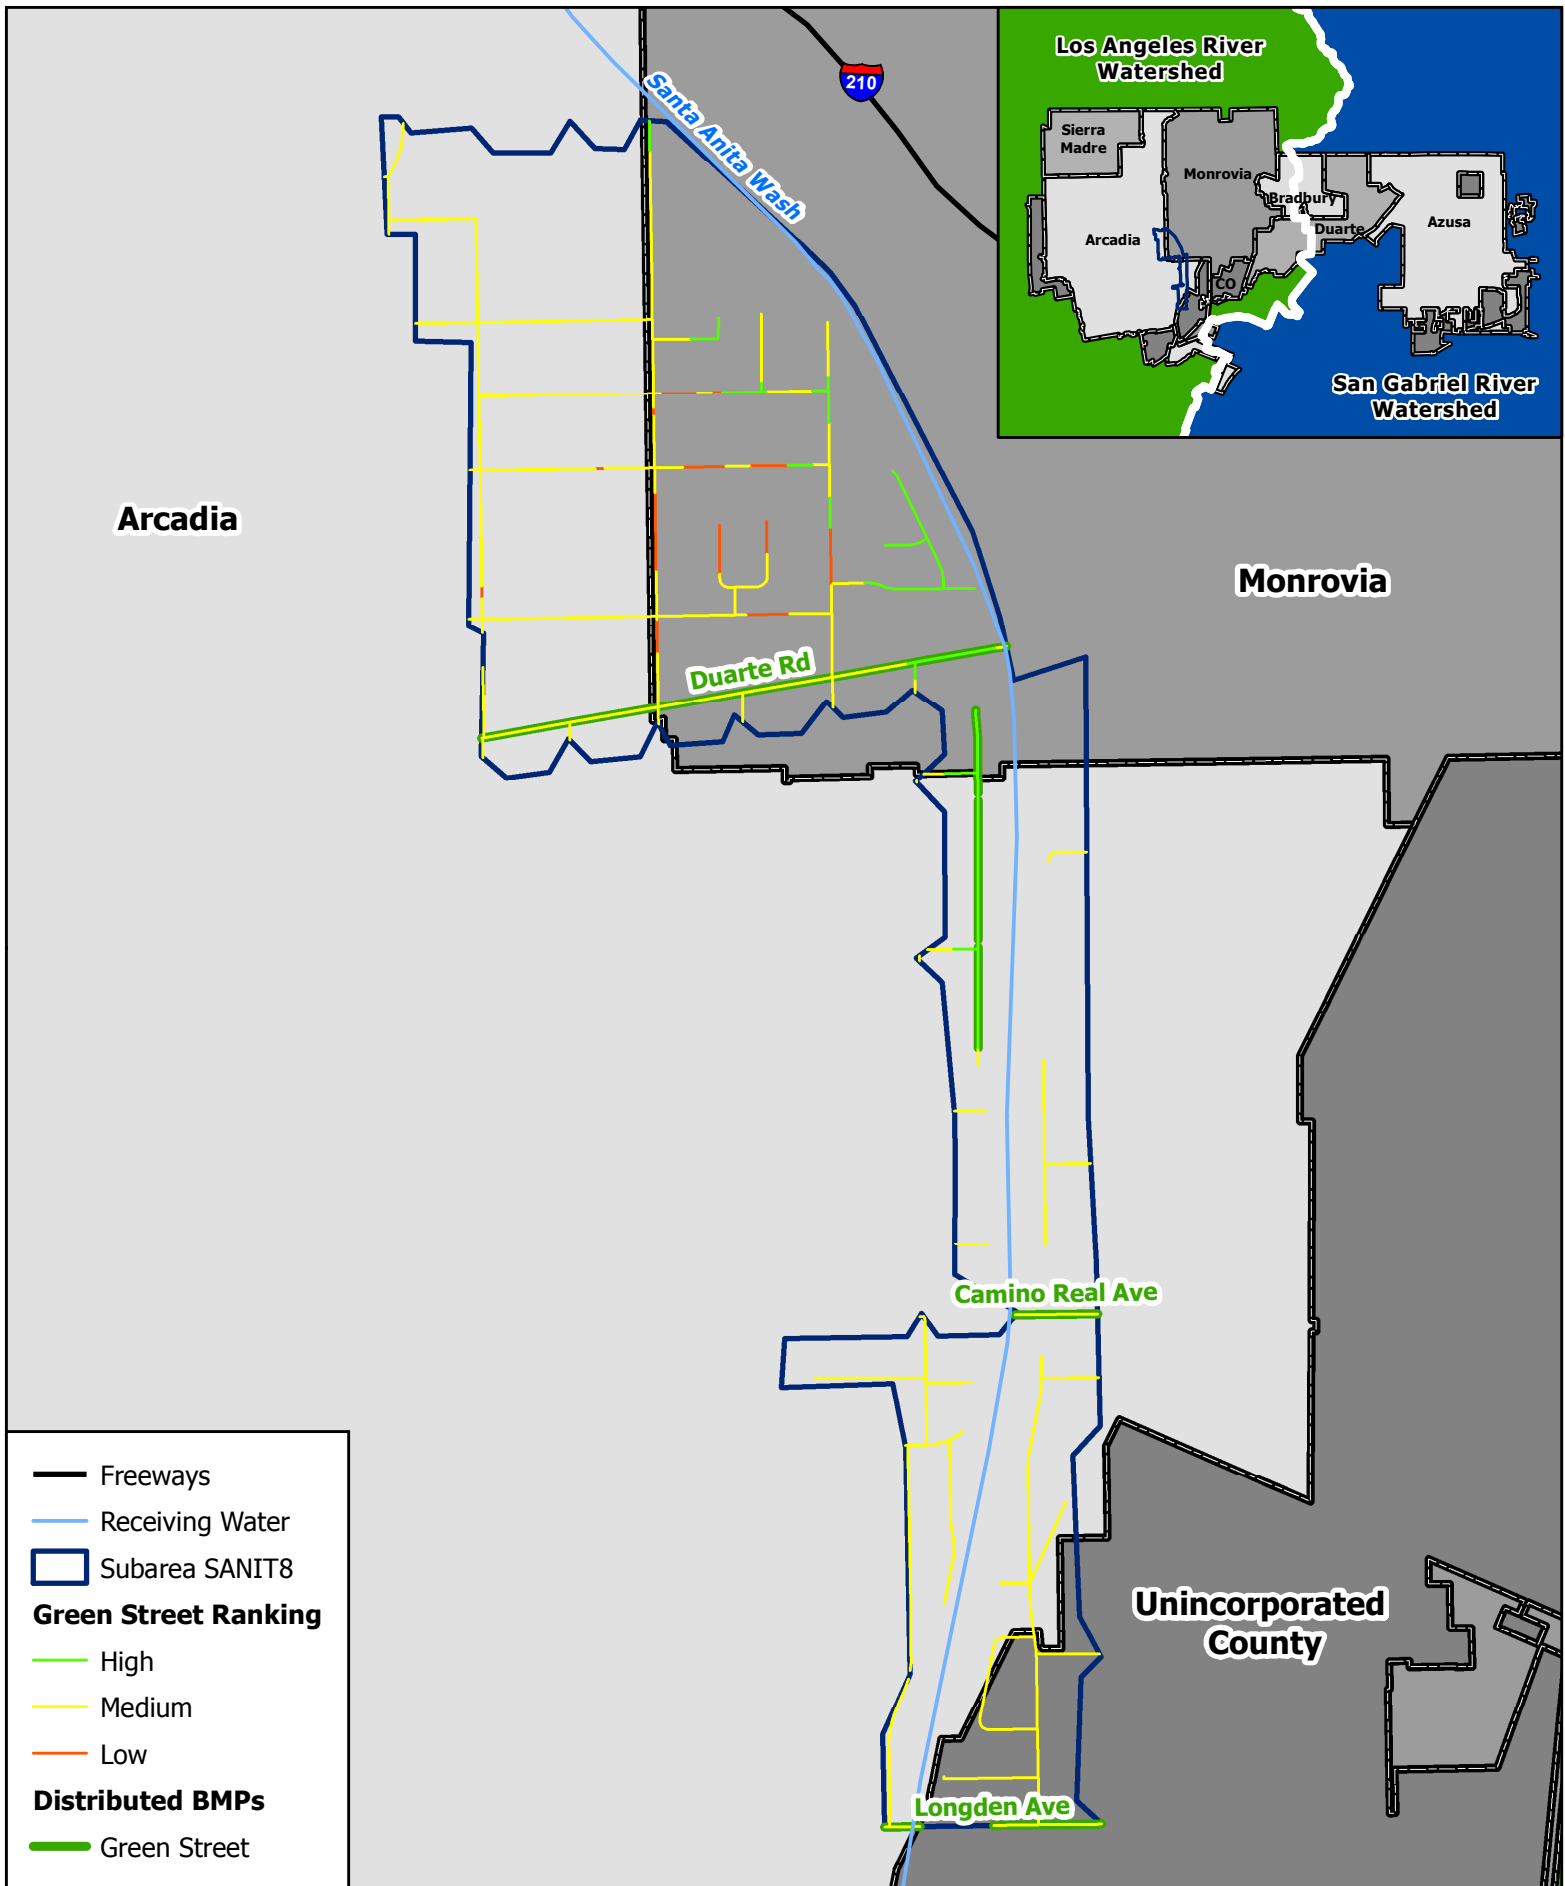 Los Angeles River
Watershed
Sierra
Madre
Monrovia
Bradbury
Duarte
Azusa
Arcadia
CO
San Gabriel River
Watershed
210
Santa Anita Wash
Arcadia
Monrovia
Duarte Rd
Camino Real Ave
Unincorporated
County
Longden Ave
Freeways
Receiving Water
Subarea SANIT8
Green Street Ranking
High
Medium
Low
Distributed BMPs
Green Street